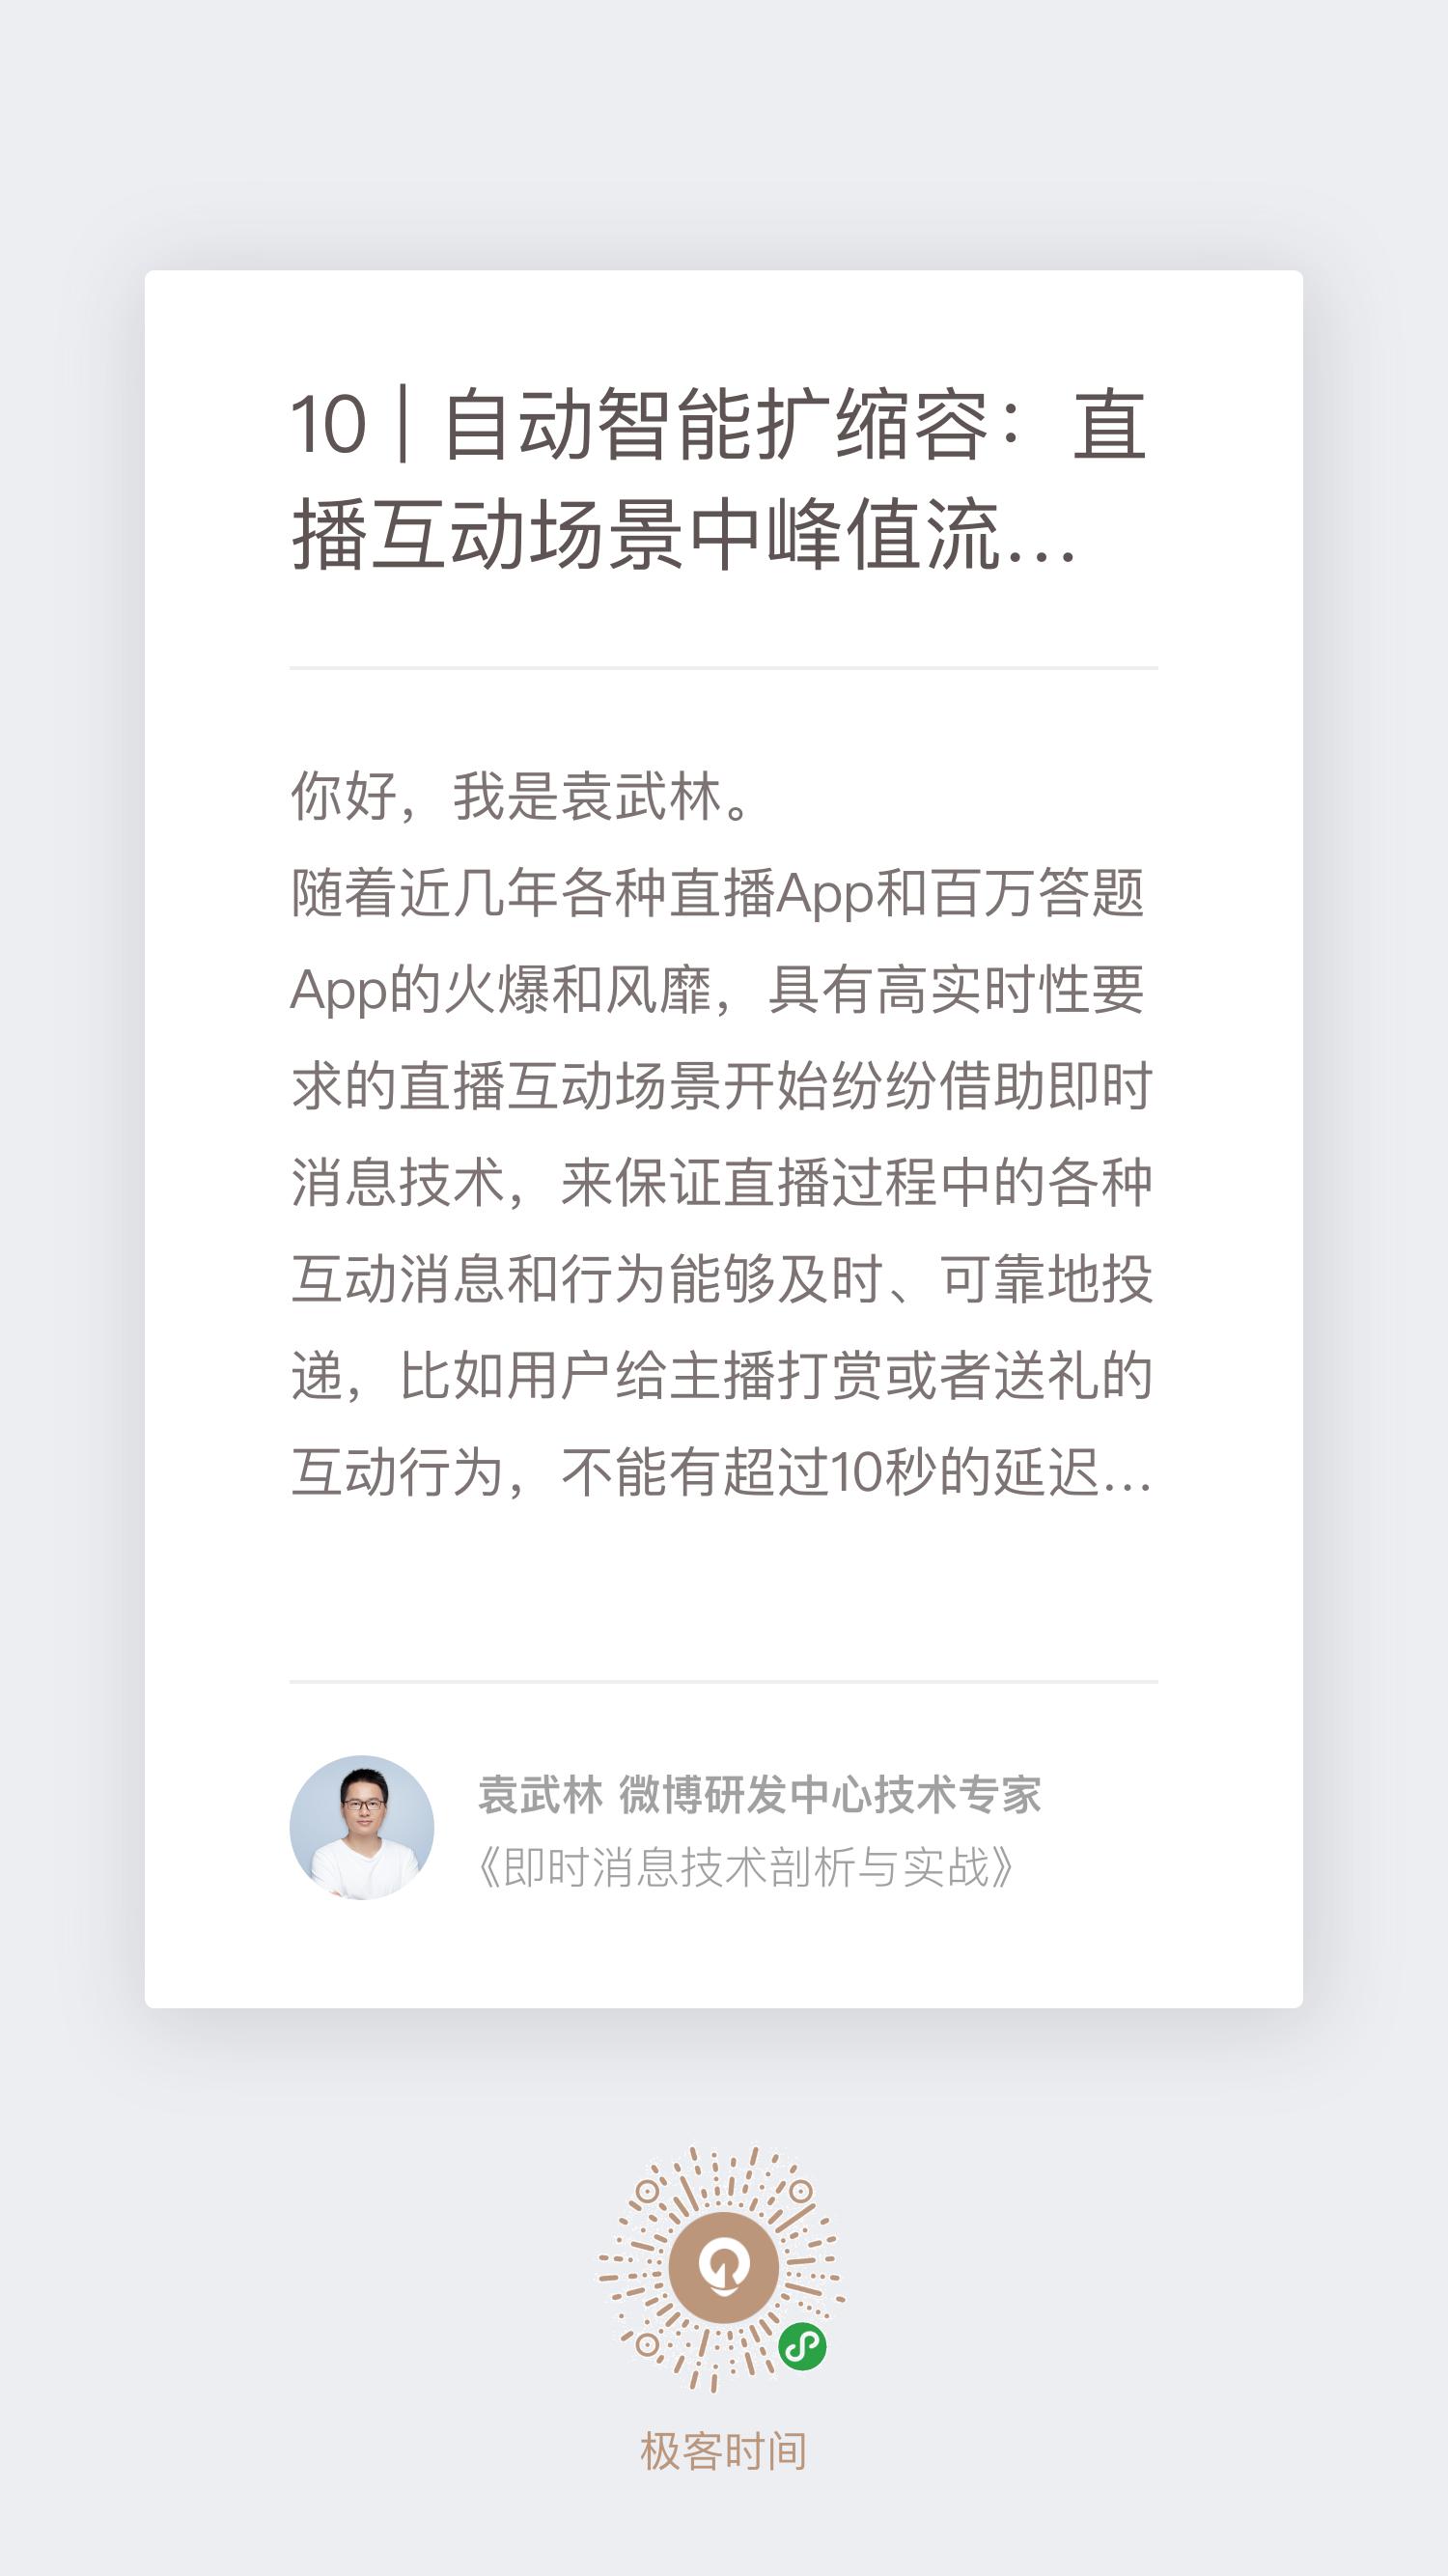 10 | 自动智能扩缩容：直
播互动场景中峰值流...
你好，我是袁武林。
随着近几年各种直播App和百万答题
App的火爆和风靡，具有高实时性要
求的直播互动场景开始纷纷借助即时
消息技术，来保证直播过程中的各种
互动消息和行为能够及时、可靠地投
递，比如用户给主播打赏或者送礼的
互动行为，不能有超过10秒的延迟...
袁武林 微博研发中心技术专家
《即时消息技术剖析与实战》
极客时间